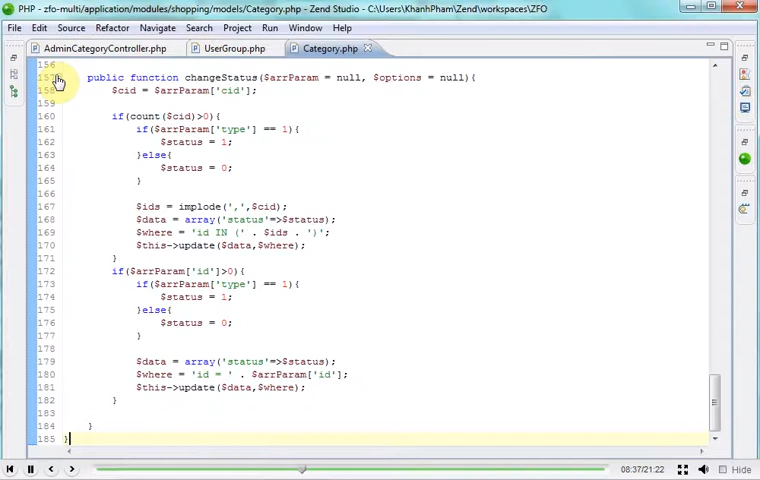 PHP - zfo-multi/application/modules/shopping/models/Category.php - Zend Studio - C:\Users\KhanhPham\Zend\workspaces\ZFO
File Edit Source Refactor Navigate Search Project Run Window Help
AdminCategoryController.php UserGroup.php Category.php
156
157 public function changeStatus($arrParam = null, $options = null){
158 $cid = $arrParam['cid'];
159
160 if(count($cid)>0){
161 if($arrParam['type'] == 1){
162 $status = 1;
163 }else{
164 $status = 0;
165 }
166
167 $ids = implode(',',$cid);
168 $data = array('status'=>$status);
169 $where = 'id IN (' . $ids . ')';
170 $this->update($data,$where);
171 }
172 if($arrParam['id']>0){
173 if($arrParam['type'] == 1){
174 $status = 1;
175 }else{
176 $status = 0;
177 }
178
179 $data = array('status'=>$status);
180 $where = 'id = ' . $arrParam['id'];
181 $this->update($data,$where);
182 }
183
184 }
185 }
08:37/21:22 Hide